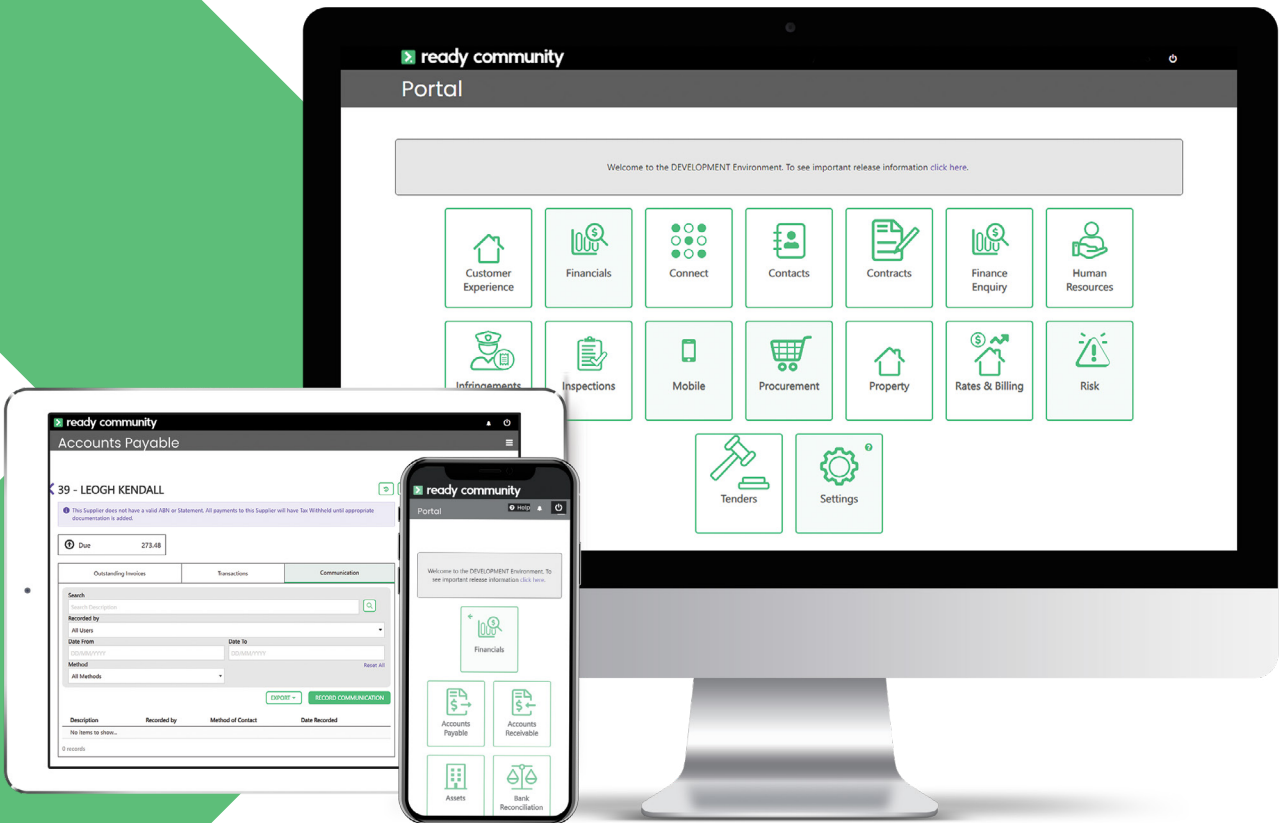 ready community
Portal
Welcome to the DEVELOPMENT Environment. To see important release information click here.
Customer
Experience
Financials
Connect
Contacts
Contracts
Finance
Enquiry
Human
Resources
Infringements
Inspections
Mobile
Procurement
Property
Rates & Billing
Risk
Tenders
Settings
ready community
Accounts Payable
39 - LEOGH KENDALL
This Supplier does not have a valid ABN or Statement. All payments to this Supplier will have Tax Withheld until appropriate
documentation is added.
Due 273.48
Outstanding Invoices Transactions Communication
Search
Search Description
Recorded by
All Users
Date From Date To
DD/MM/YYYY DD/MM/YYYY
Method Reset All
All Methods
EXPORT RECORD COMMUNICATION
Description Recorded by Method of Contact Date Recorded
No items to show...
0 records
ready community
Portal Help
Welcome to the DEVELOPMENT Environment. To
see important release information click here.
Financials
Accounts
Payable
Accounts
Receivable
Assets
Bank
Reconciliation